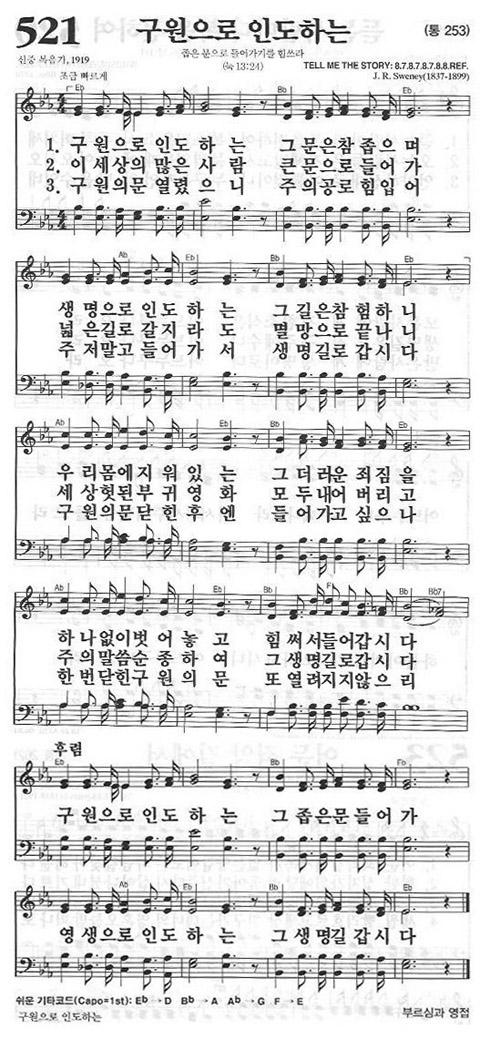 521 구원으로 인도하는 (통 253)
신증 복음가, 1919
좁은 문으로 들어가기를 힘쓰라
(눅 13:24)
TELL ME THE STORY: 8.7.8.7.8.7.8.8.REF.
J. R. Sweney(1837-1899)
조금 빠르게
Eb Bb Eb
1. 구 원으로 인도 하 는 그 문은참 좁으 며
2. 이 세상의 많은 사 람 큰 문으로 들어 가
3. 구 원의문 열렸 으 니 주 의공로 힘입 어
Ab Eb Bb Eb
생 명으로 인도 하 는 그 길은참 험하 니
넓 은길로 갈지 라 도 멸 망으로 끝나 니
주 저말고 들어 가 서 생 명길로 갑시 다
Ab Eb Bb Eb
우 리몸에 지워 있 는 그 더러운 죄짐 을
세 상헛된 부귀 영 화 모 두내어 버리 고
구 원의문 닫힌 후 엔 들 어가고 싶으 나
Ab Eb F Bb Bb7
하 나없이 벗어 놓 고 힘 써서들어갑시 다
주 의말씀 순종 하 여 그 생명길로갑시 다
한 번닫힌 구원 의 문 또 열려지지않으 리
후렴
Eb Bb
구 원으로 인도 하 는 그 좁은문 들어 가
Eb Ab Eb Bb Eb
영 생으로 인도 하 는 그 생명길 갑시 다
쉬운 기타코드(Capo=1st): Eb → D Bb → A Ab → G F → E
구원으로 인도하는
부르심과 영접